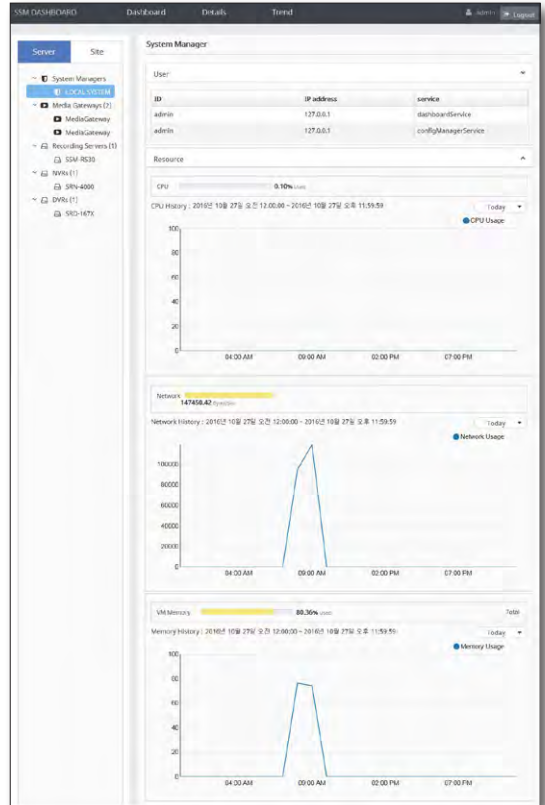 SSM DASHBOARD Dashboard Details Trend Admin Logout
Server Site
System Managers
LOCAL SYSTEM
Media Gateways (2)
MediaGateway
MediaGateway
Recording Servers (1)
SSM-RS30
NVRs (1)
SRN-4000
DVRs (1)
SRD-167X
System Manager
User
ID IP address service
admin 127.0.0.1 dashboardService
admin 127.0.0.1 configManagerService
Resource
CPU 0.10% uses
CPU History : 2016년 10월 27일 오전 12:00:00 ~ 2016년 10월 27일 오후 11:59:59 Today
CPU Usage
100
80
60
40
20
0
04:00 AM 09:00 AM 02:00 PM 07:00 PM
Network
147458.42
Network History : 2016년 10월 27일 오전 12:00:00 ~ 2016년 10월 27일 오후 11:59:59 Today
Network Usage
100000
80000
60000
40000
20000
0
04:00 AM 09:00 AM 02:00 PM 07:00 PM
VM Memory 80.36% uses Total
Memory History : 2016년 10월 27일 오전 12:00:00 ~ 2016년 10월 27일 오후 11:59:59 Today
Memory Usage
100
80
60
40
20
0
04:00 AM 09:00 AM 02:00 PM 07:00 PM